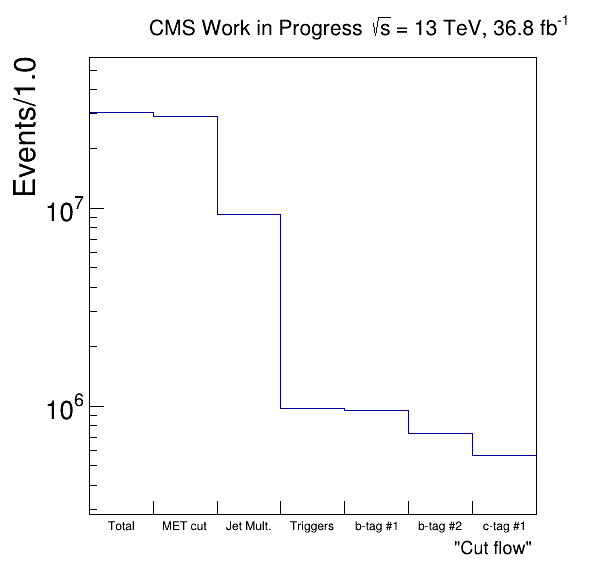 CMS Work in Progress √s = 13 TeV, 36.8 fb⁻¹
Events/1.0
10⁷
10⁶
Total MET cut Jet Mult. Triggers b-tag #1 b-tag #2 c-tag #1
"Cut flow"